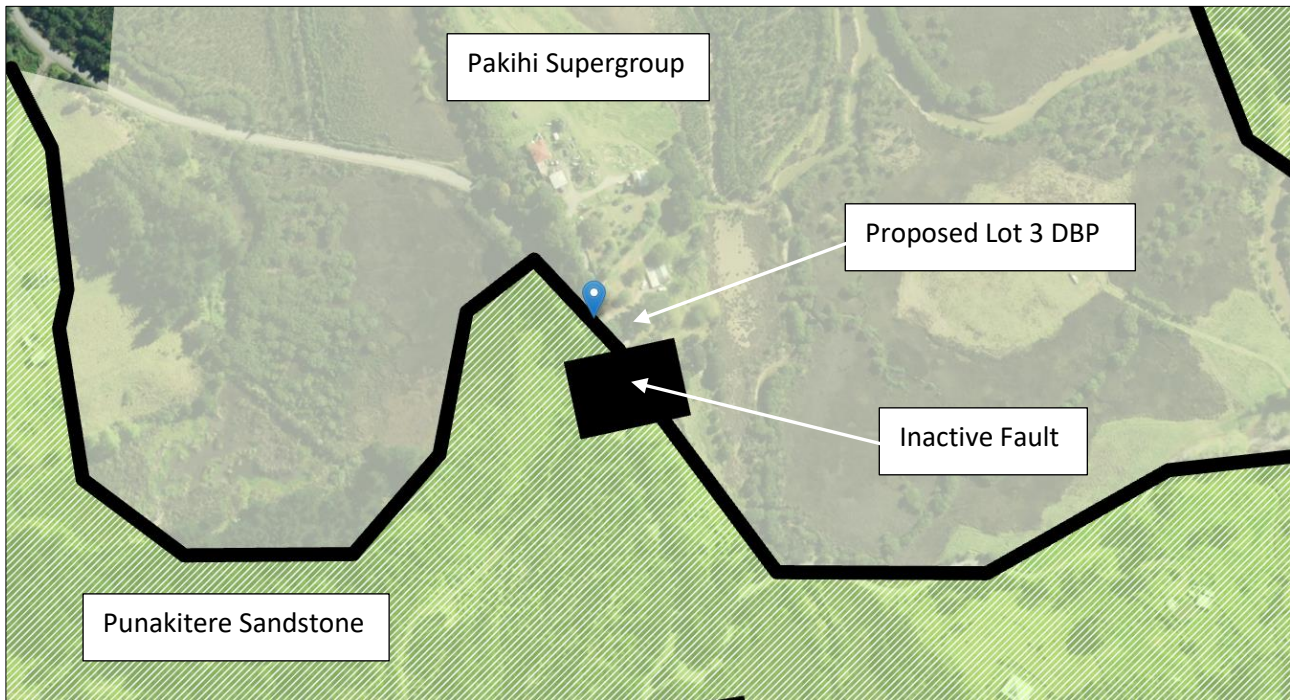 Pakihi Supergroup
Proposed Lot 3 DBP
Inactive Fault
Punakitere Sandstone